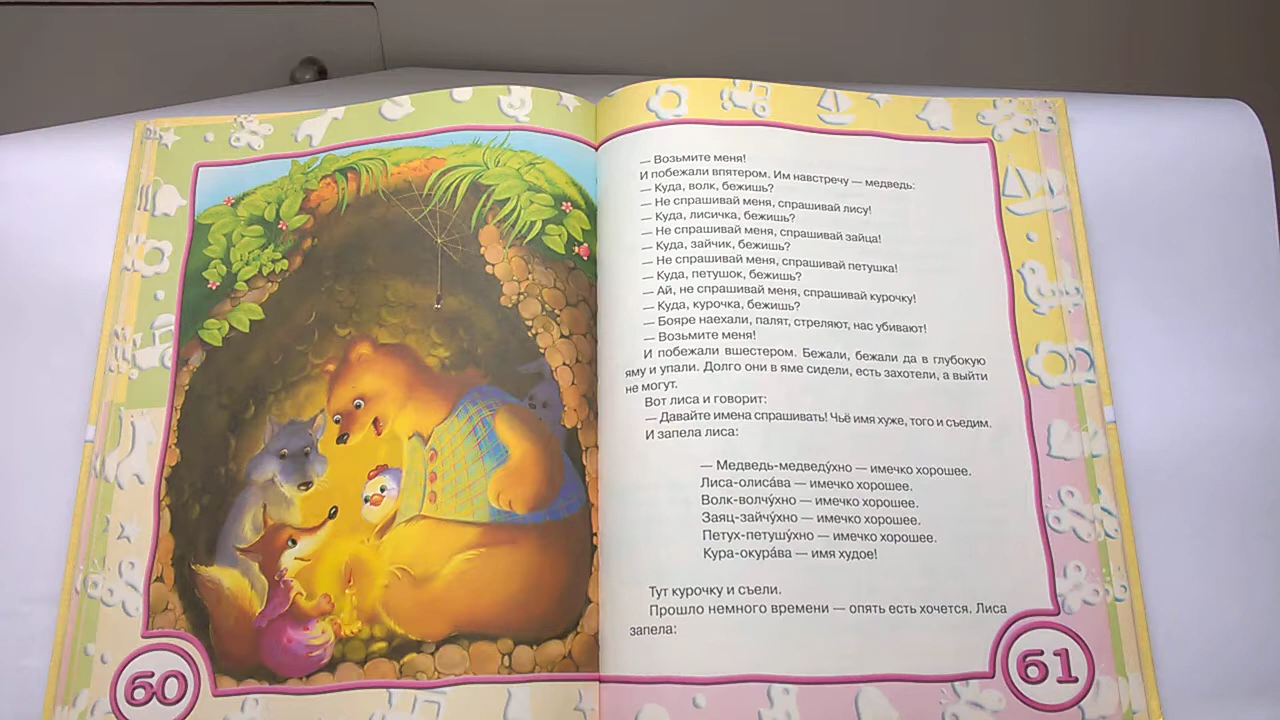 — Возьмите меня!
И побежали впятером. Им навстречу — медведь:
— Куда, волк, бежишь?
— Не спрашивай меня, спрашивай лису!
— Куда, лисичка, бежишь?
— Не спрашивай меня, спрашивай зайца!
— Куда, зайчик, бежишь?
— Не спрашивай меня, спрашивай петушка!
— Куда, петушок, бежишь?
— Ай, не спрашивай меня, спрашивай курочку!
— Куда, курочка, бежишь?
— Бояре наехали, палят, стреляют, нас убивают!
— Возьмите меня!
И побежали вшестером. Бежали, бежали да в глубокую
яму и упали. Долго они в яме сидели, есть захотели, а выйти
не могут.
Вот лиса и говорит:
— Давайте имена спрашивать! Чьё имя хуже, того и съедим.
И запела лиса:
— Медведь-медведу́хно — имечко хорошее.
Лиса-олиса́ва — имечко хорошее.
Волк-волчу́хно — имечко хорошее.
Заяц-зайчу́хно — имечко хорошее.
Петух-петушу́хно — имечко хорошее.
Кура-окура́ва — имя худое!
Тут курочку и съели.
Прошло немного времени — опять есть хочется. Лиса
запела:
60
61